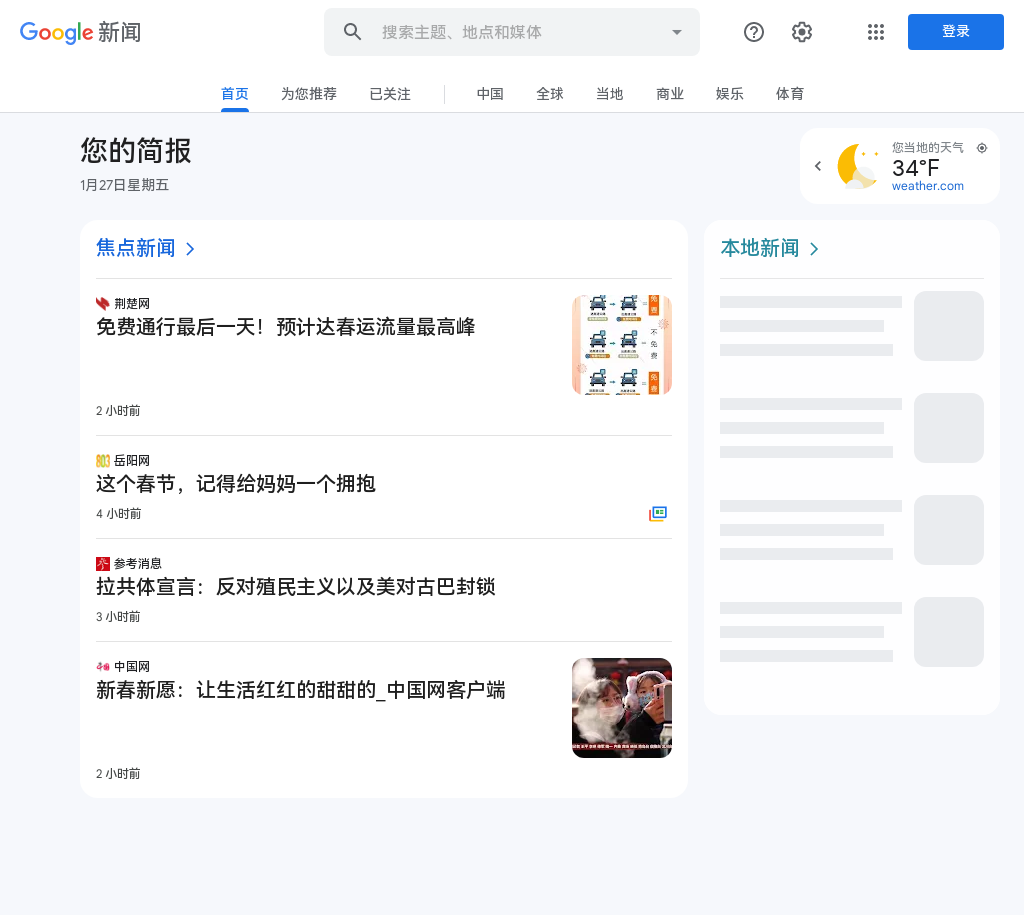 Google 新闻
搜索主题、地点和媒体
登录
首页
为您推荐
已关注
中国
全球
当地
商业
娱乐
体育
您的简报
1月27日星期五
您当地的天气
34°F
weather.com
焦点新闻
荆楚网
免费通行最后一天！预计达春运流量最高峰
免费
不免费
免费
2 小时前
803 岳阳网
这个春节，记得给妈妈一个拥抱
4 小时前
参考消息
拉共体宣言：反对殖民主义以及美对古巴封锁
3 小时前
中国网
新春新愿：让生活红红的甜甜的_中国网客户端
2 小时前
本地新闻